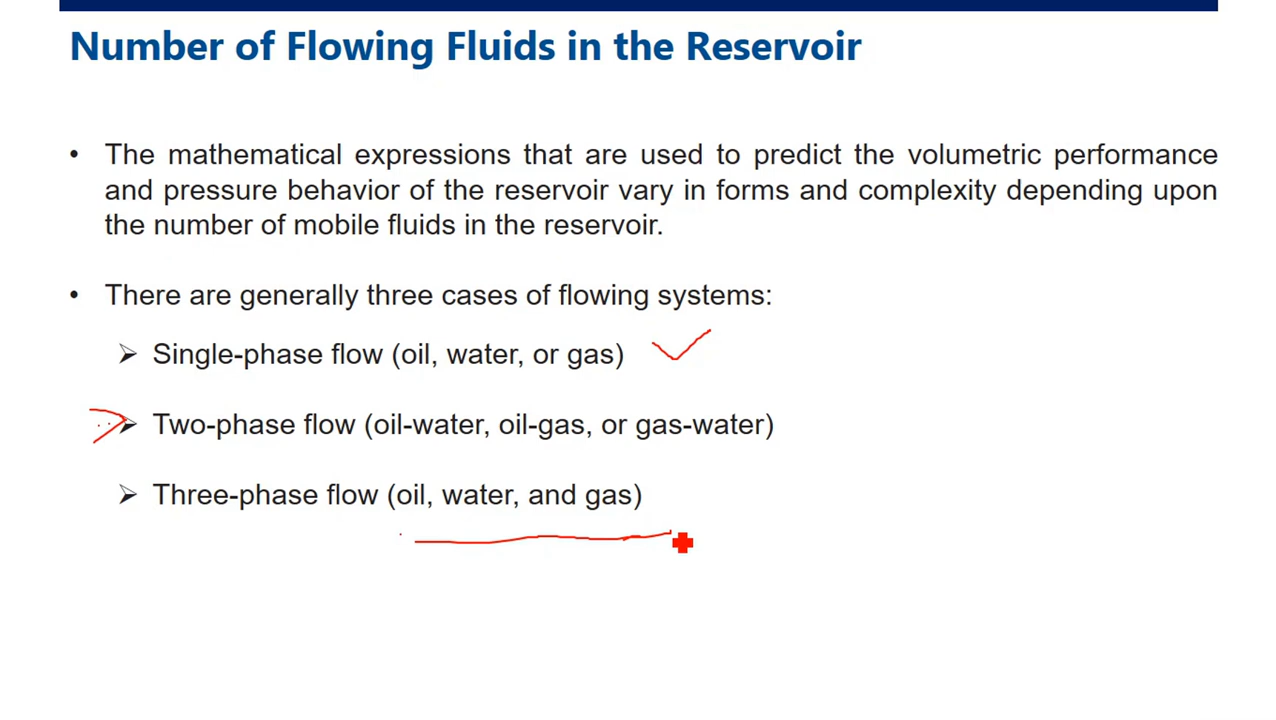 Number of Flowing Fluids in the Reservoir
• The mathematical expressions that are used to predict the volumetric performance
and pressure behavior of the reservoir vary in forms and complexity depending upon
the number of mobile fluids in the reservoir.
• There are generally three cases of flowing systems:
➢ Single-phase flow (oil, water, or gas)
➢ Two-phase flow (oil-water, oil-gas, or gas-water)
➢ Three-phase flow (oil, water, and gas)